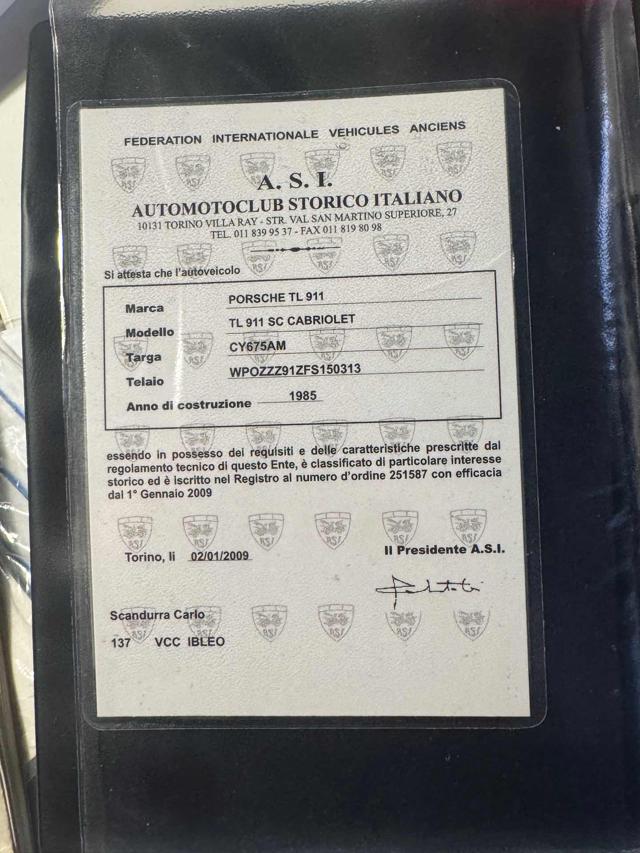 FEDERATION INTERNATIONALE VEHICULES ANCIENS
A. S. I.
AUTOMOTOCLUB STORICO ITALIANO
10131 TORINO VILLA RAY - STR. VAL SAN MARTINO SUPERIORE, 27
TEL. 011 839 95 37 - FAX 011 819 80 98
Si attesta che l'autoveicolo
Marca PORSCHE TL 911
Modello TL 911 SC CABRIOLET
Targa CY675AM
Telaio WPOZZZ91ZFS150313
Anno di costruzione 1985
essendo in possesso dei requisiti e delle caratteristiche prescritte dal
regolamento tecnico di questo Ente, è classificato di particolare interesse
storico ed è iscritto nel Registro al numero d'ordine 251587 con efficacia
dal 1° Gennaio 2009
Torino, li 02/01/2009
Il Presidente A.S.I.
Scandurra Carlo
137 VCC IBLEO